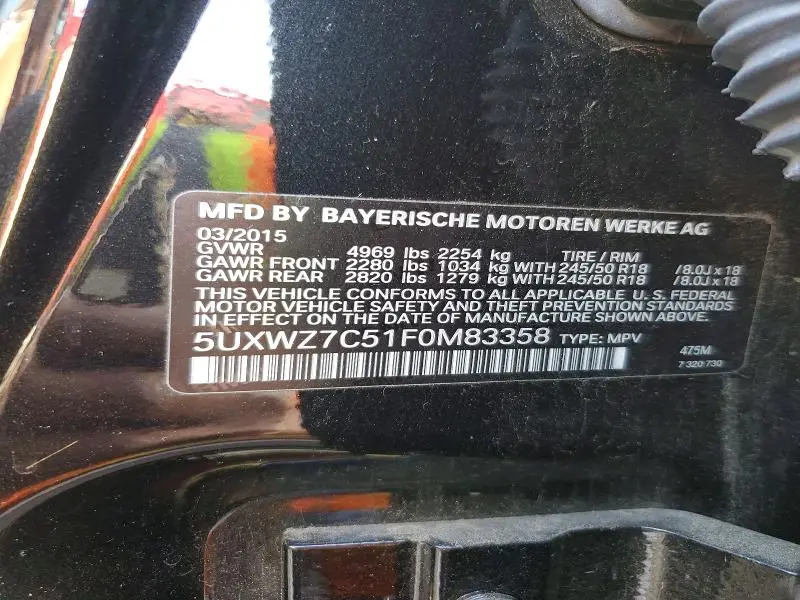 MFD BY BAYERISCHE MOTOREN WERKE AG
03/2015
GVWR 4969 lbs 2254 kg TIRE / RIM
GAWR FRONT 2280 lbs 1034 kg WITH 245/50 R18 /8.0J x 18
GAWR REAR 2820 lbs 1279 kg WITH 245/50 R18 /8.0J x 18
THIS VEHICLE CONFORMS TO ALL APPLICABLE U. S. FEDERAL
MOTOR VEHICLE SAFETY AND THEFT PREVENTION STANDARDS
IN EFFECT ON THE DATE OF MANUFACTURE SHOWN ABOVE
5UXWZ7C51F0M83358 TYPE: MPV 475M
7 320 730